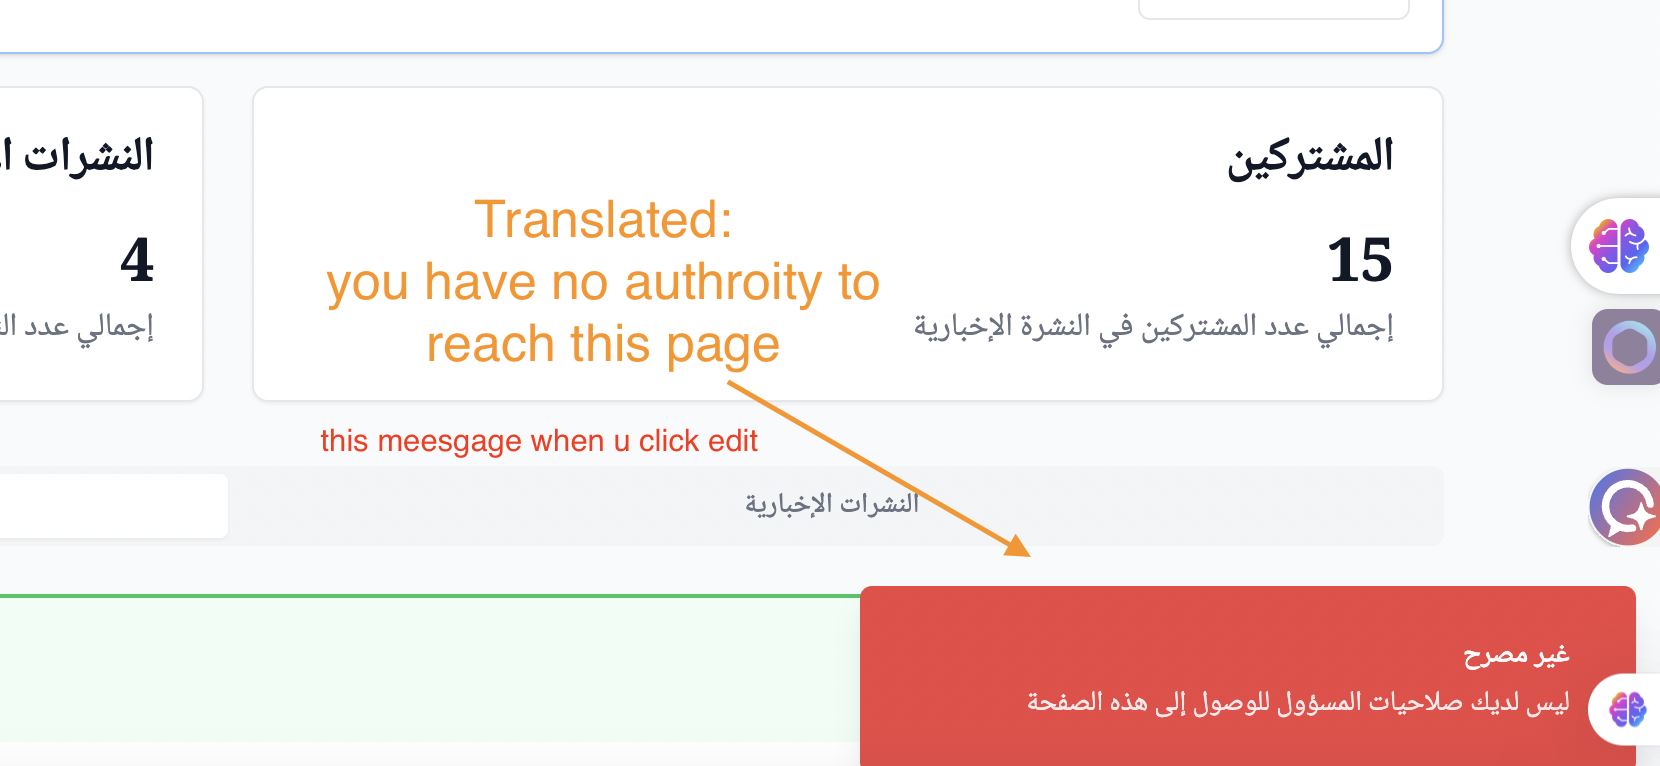 المشتركين
15
إجمالي عدد المشتركين في النشرة الإخبارية
النشرات
4
إجمالي عدد
Translated:
you have no authroity to
reach this page
this meesgage when u click edit
النشرات الإخبارية
غير مصرح
ليس لديك صلاحيات المسؤول للوصول إلى هذه الصفحة